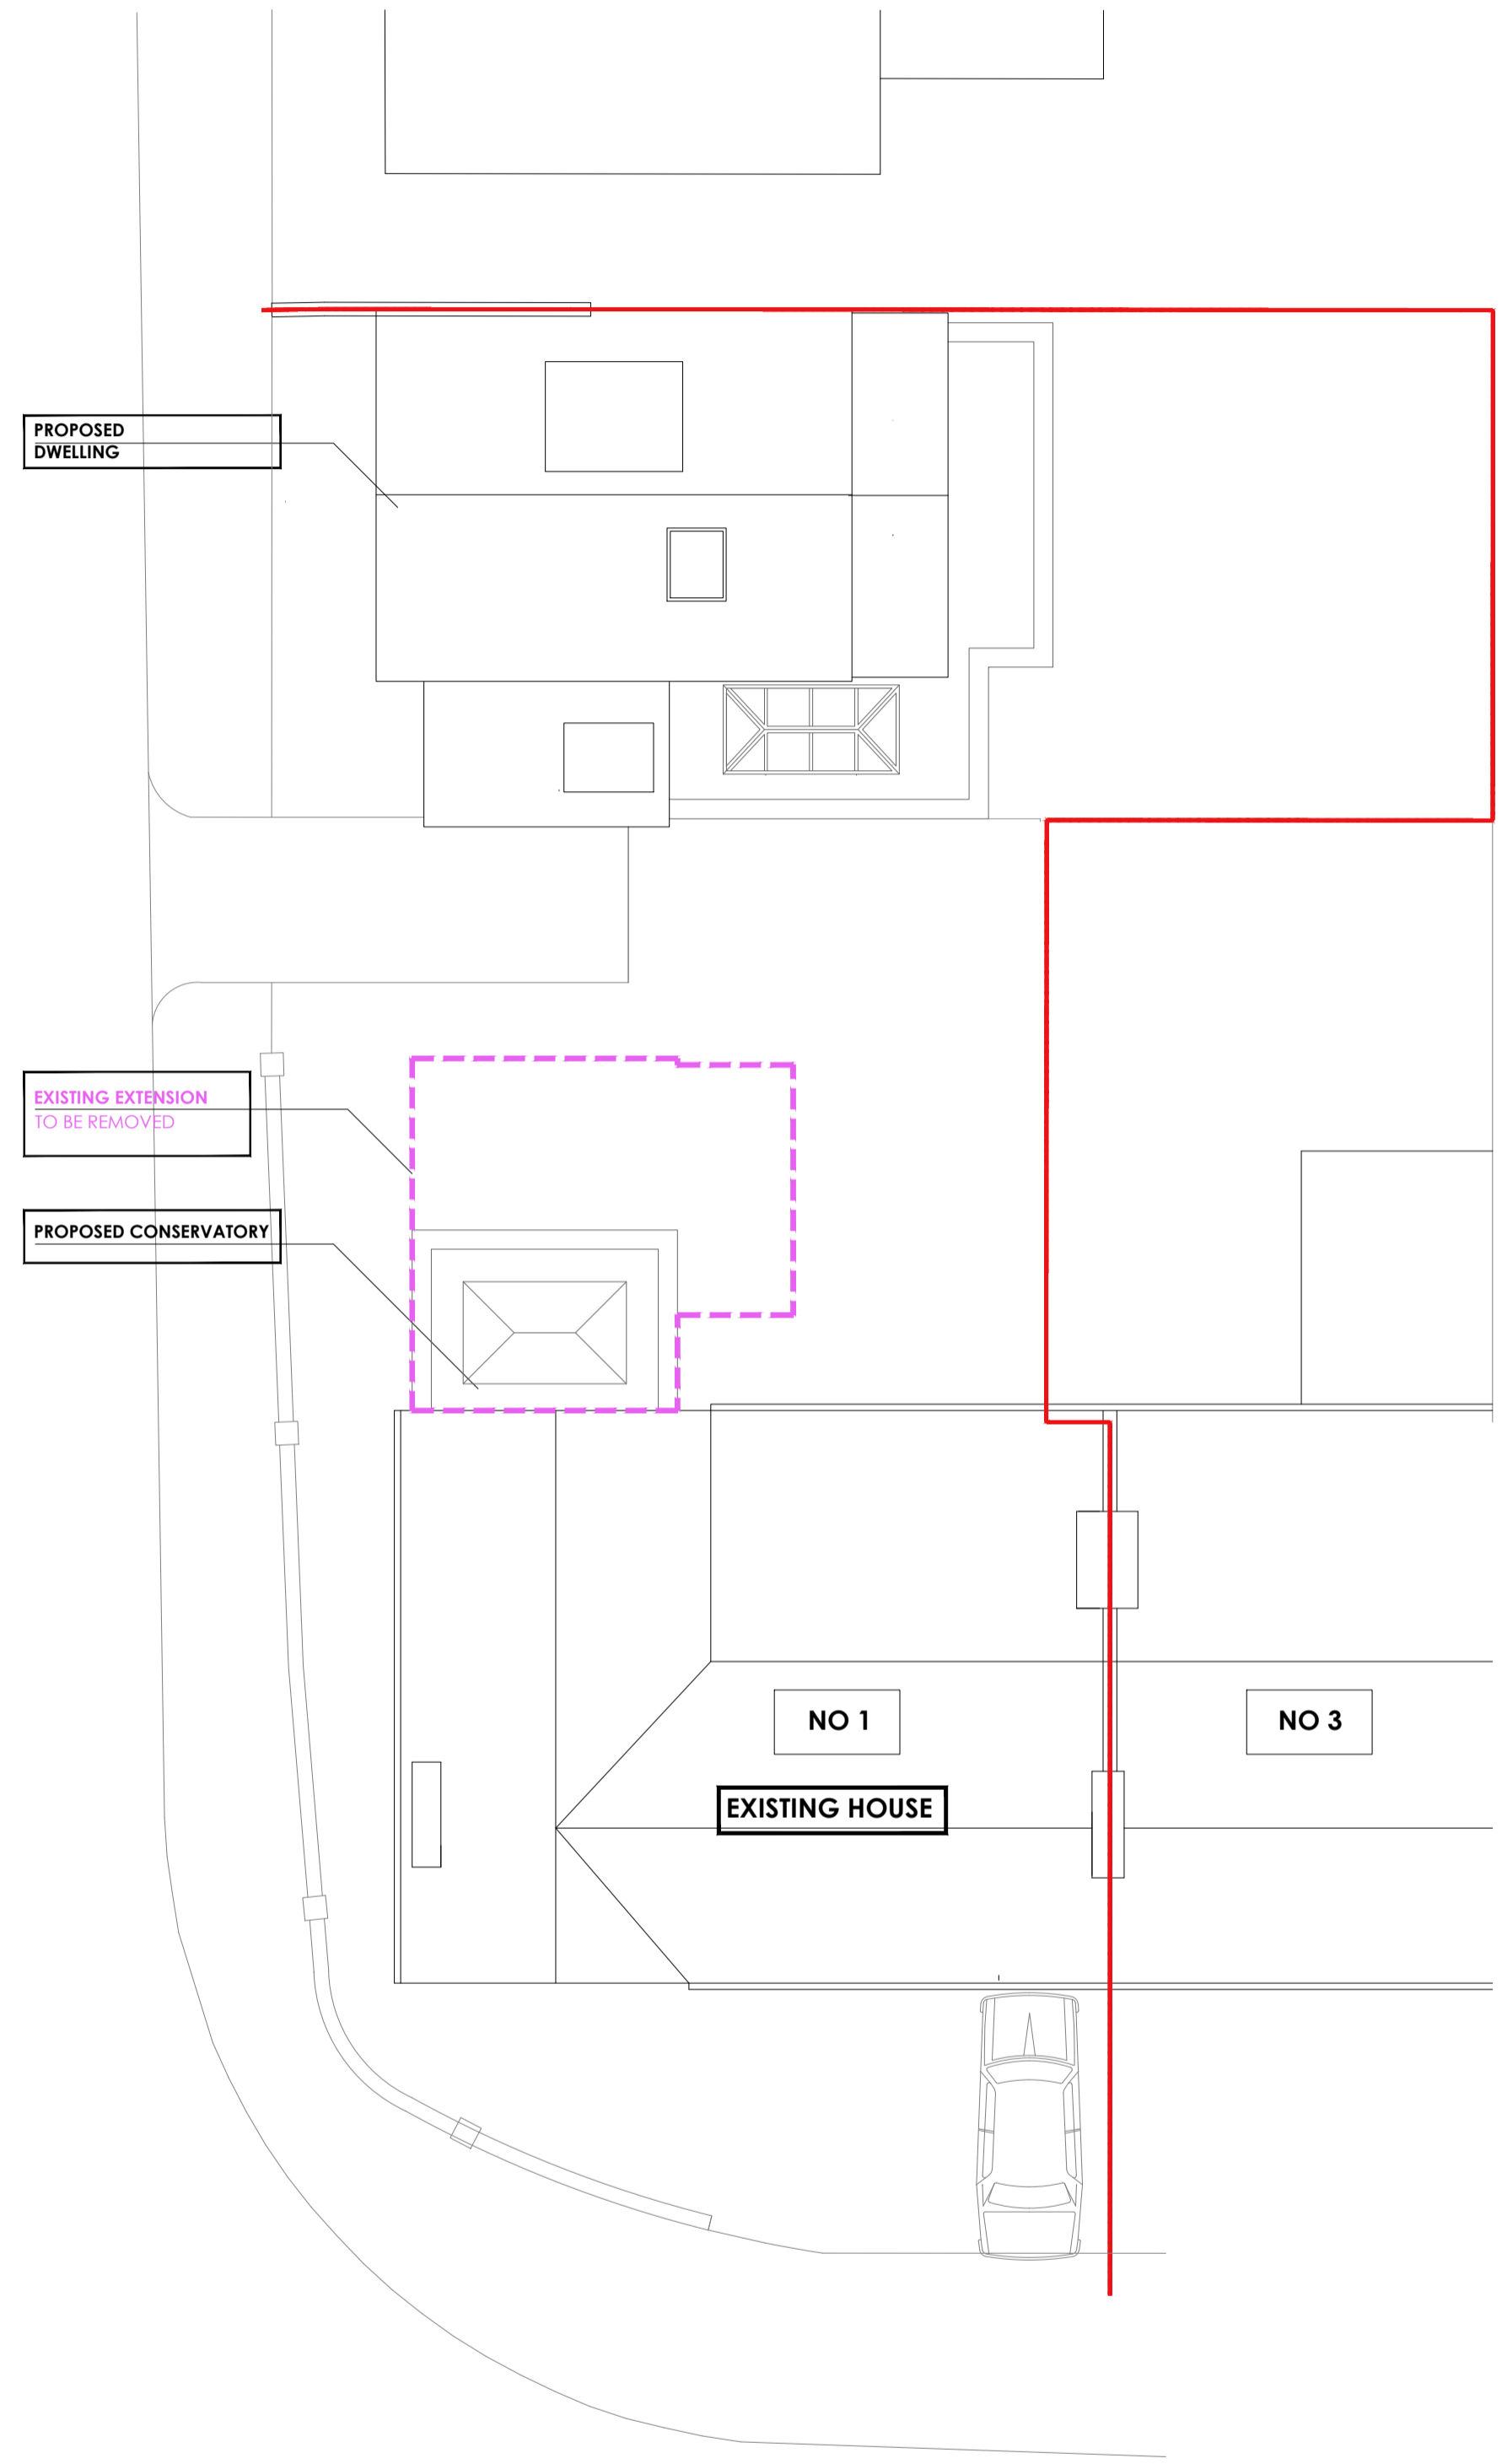 PROPOSED
DWELLING
EXISTING EXTENSION
TO BE REMOVED
PROPOSED CONSERVATORY
NO 1
NO 3
EXISTING HOUSE